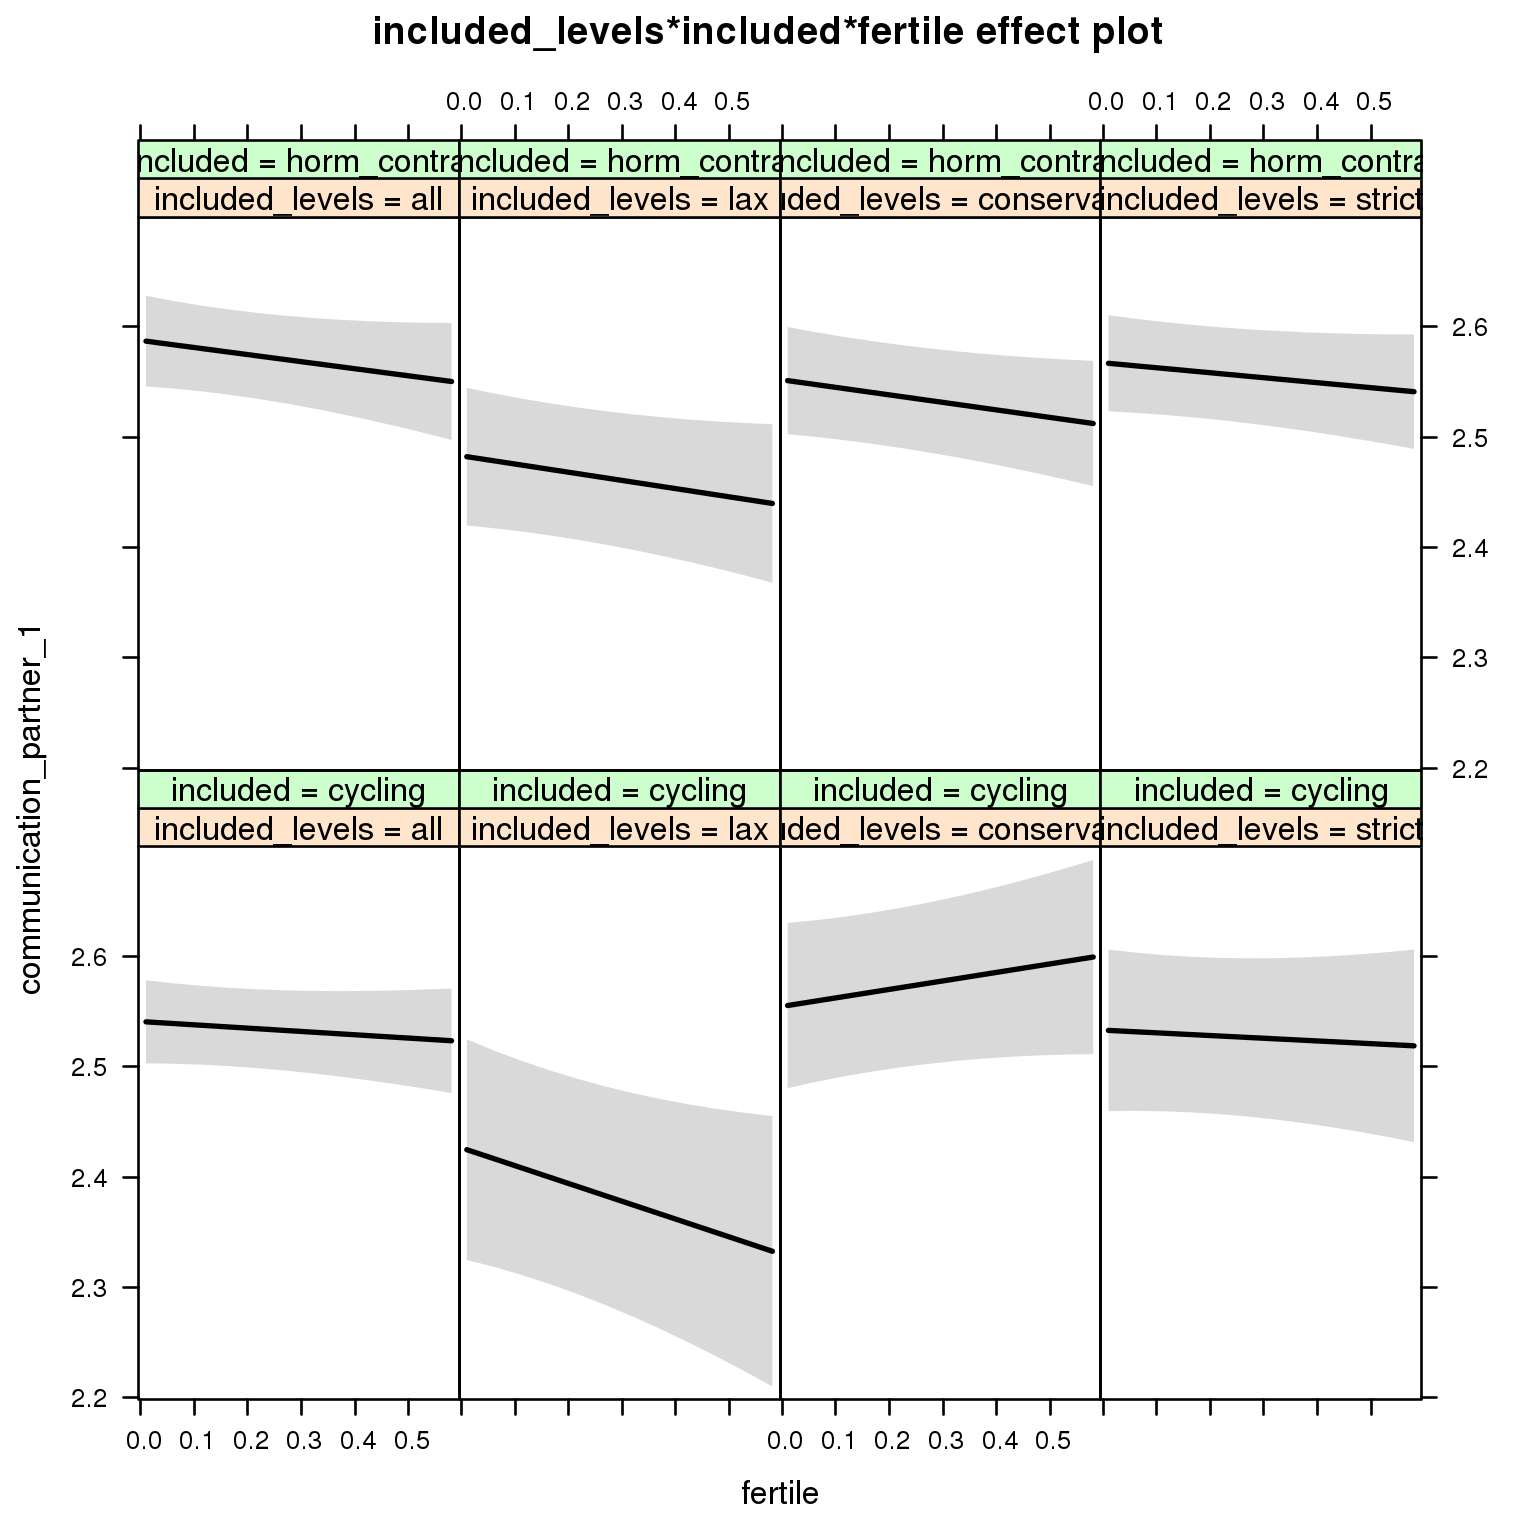 included_levels*included*fertile effect plot
0.0 0.1 0.2 0.3 0.4 0.5 0.0 0.1 0.2 0.3 0.4 0.5
ncluded = horm_contra ncluded = horm_contra ncluded = horm_contra ncluded = horm_contra
included_levels = all included_levels = lax uded_levels = conserva included_levels = strict
2.6
2.5
2.4
2.3
2.2
communication_partner_1
included = cycling included = cycling included = cycling included = cycling
included_levels = all included_levels = lax uded_levels = conserva included_levels = strict
2.6
2.5
2.4
2.3
2.2
0.0 0.1 0.2 0.3 0.4 0.5 0.0 0.1 0.2 0.3 0.4 0.5
fertile